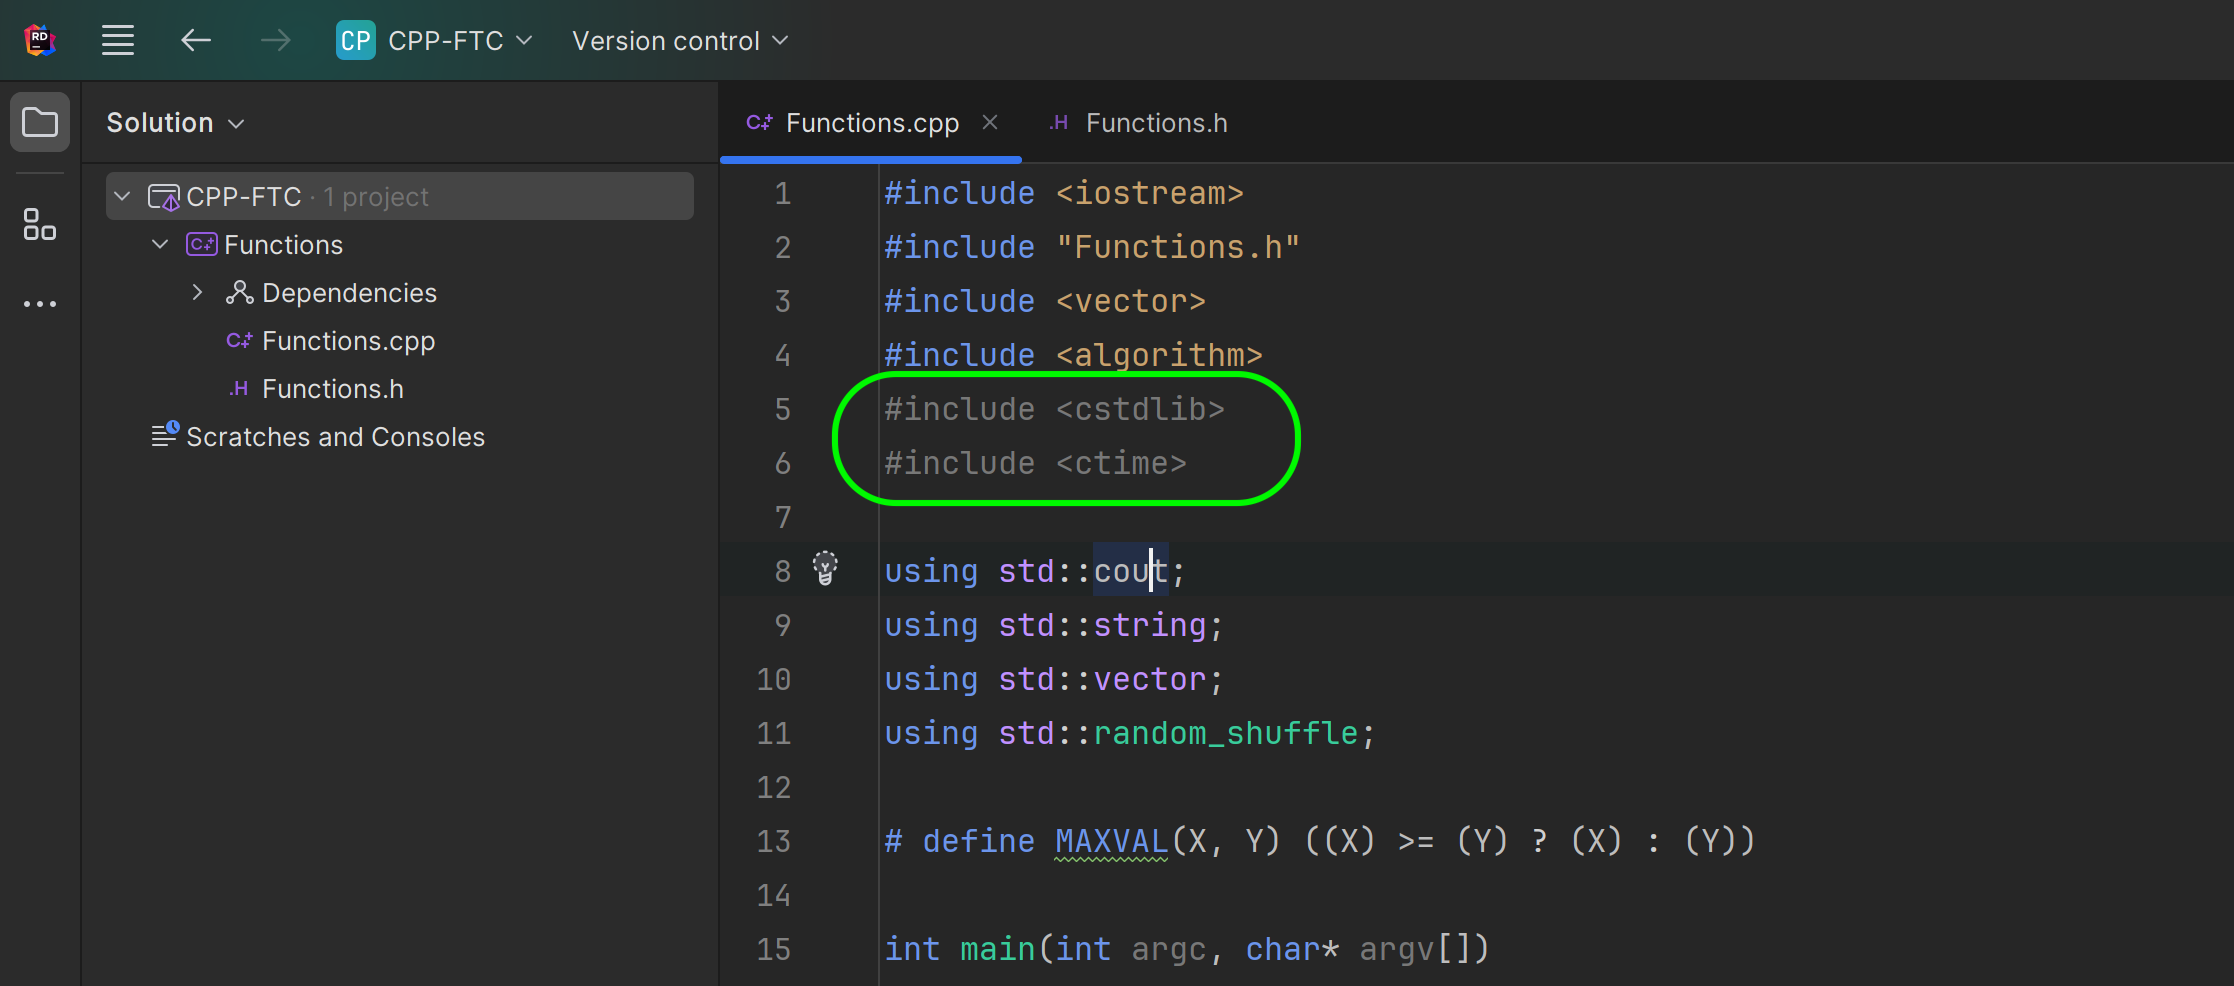 RD
CP CPP-FTC Version control
Solution
CPP-FTC · 1 project
C++ Functions
Dependencies
C++ Functions.cpp
.H Functions.h
Scratches and Consoles
C++ Functions.cpp .H Functions.h
1 #include <iostream>
2 #include "Functions.h"
3 #include <vector>
4 #include <algorithm>
5 #include <cstdlib>
6 #include <ctime>
7
8 using std::cout;
9 using std::string;
10 using std::vector;
11 using std::random_shuffle;
12
13 # define MAXVAL(X, Y) ((X) >= (Y) ? (X) : (Y))
14
15 int main(int argc, char* argv[])